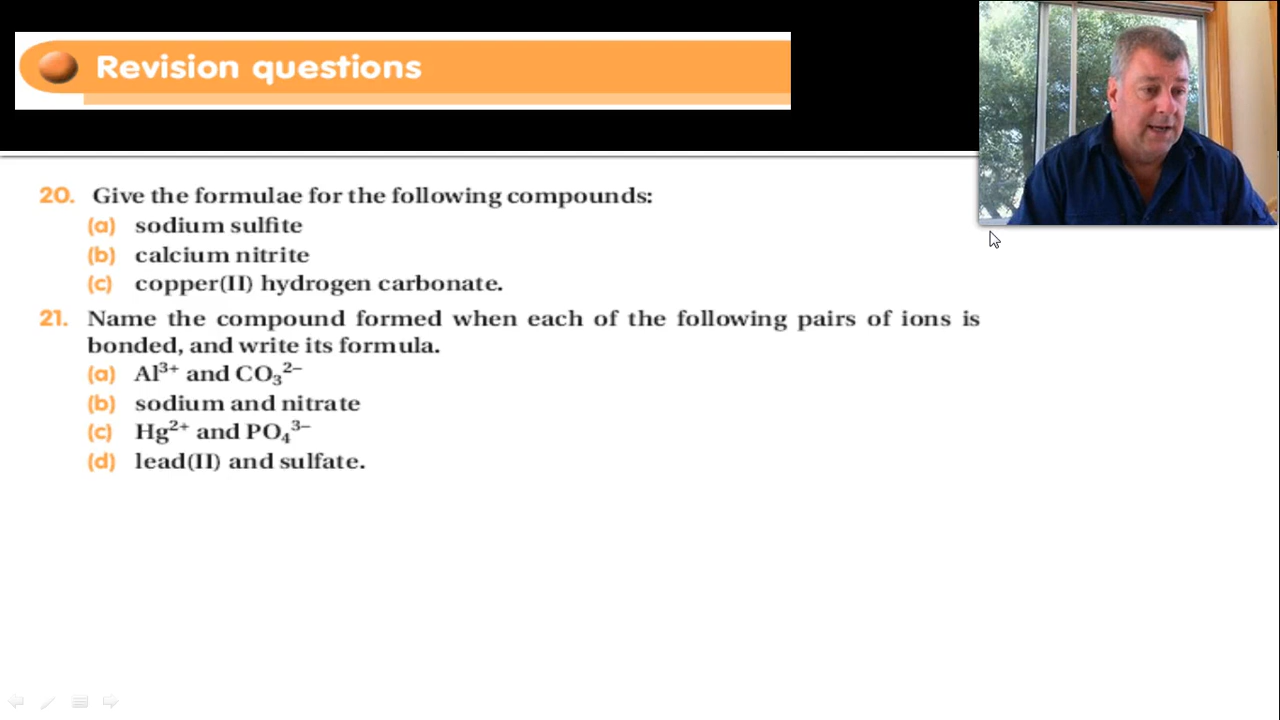 Revision questions
20. Give the formulae for the following compounds:
(a) sodium sulfite
(b) calcium nitrite
(c) copper(II) hydrogen carbonate.
21. Name the compound formed when each of the following pairs of ions is
bonded, and write its formula.
(a) Al³⁺ and CO₃²⁻
(b) sodium and nitrate
(c) Hg²⁺ and PO₄³⁻
(d) lead(II) and sulfate.